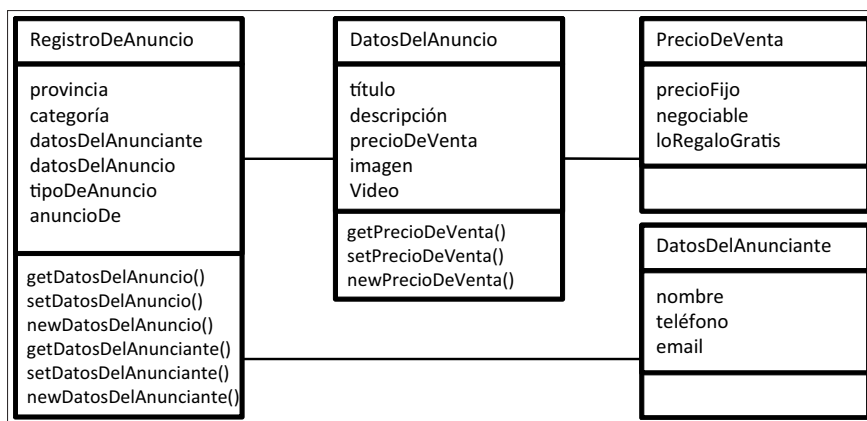 RegistroDeAnuncio
provincia
categoría
datosDelAnunciante
datosDelAnuncio
tipoDeAnuncio
anuncioDe
getDatosDelAnuncio()
setDatosDelAnuncio()
newDatosDelAnuncio()
getDatosDelAnunciante()
setDatosDelAnunciante()
newDatosDelAnunciante()
DatosDelAnuncio
título
descripción
precioDeVenta
imagen
Video
getPrecioDeVenta()
setPrecioDeVenta()
newPrecioDeVenta()
PrecioDeVenta
precioFijo
negociable
loRegaloGratis
DatosDelAnunciante
nombre
teléfono
email